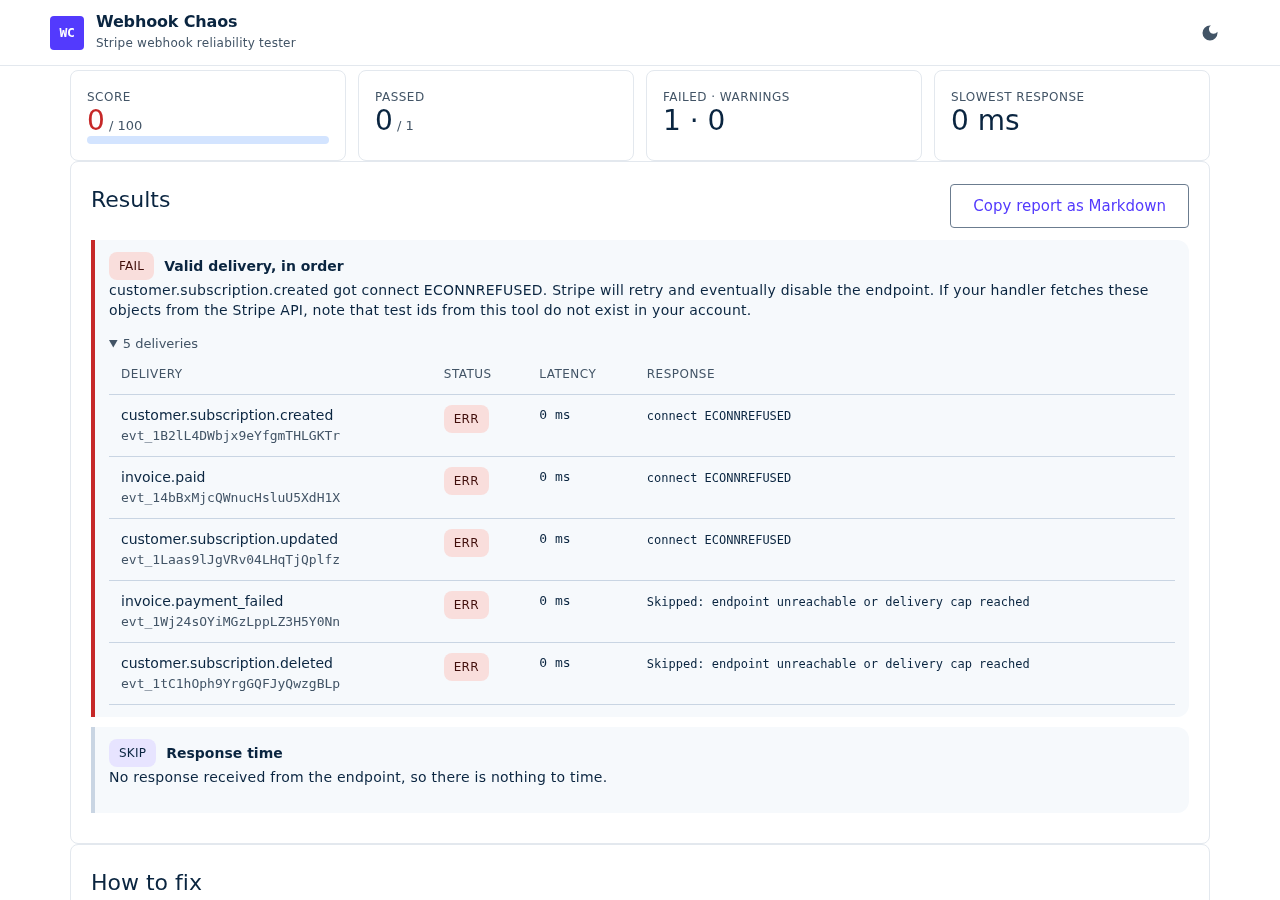 WC
Webhook Chaos
Stripe webhook reliability tester
SCORE
0 / 100
PASSED
0 / 1
FAILED · WARNINGS
1 · 0
SLOWEST RESPONSE
0 ms
Results
Copy report as Markdown
FAIL Valid delivery, in order
customer.subscription.created got connect ECONNREFUSED. Stripe will retry and eventually disable the endpoint. If your handler fetches these
objects from the Stripe API, note that test ids from this tool do not exist in your account.
▼ 5 deliveries
DELIVERY STATUS LATENCY RESPONSE
customer.subscription.created ERR 0 ms connect ECONNREFUSED
evt_1B2lL4DWbjx9eYfgmTHLGKTr
invoice.paid ERR 0 ms connect ECONNREFUSED
evt_14bBxMjcQWnucHsluU5XdH1X
customer.subscription.updated ERR 0 ms connect ECONNREFUSED
evt_1Laas9lJgVRv04LHqTjQplfz
invoice.payment_failed ERR 0 ms Skipped: endpoint unreachable or delivery cap reached
evt_1Wj24sOYiMGzLppLZ3H5Y0Nn
customer.subscription.deleted ERR 0 ms Skipped: endpoint unreachable or delivery cap reached
evt_1tC1hOph9YrgGQFJyQwzgBLp
SKIP Response time
No response received from the endpoint, so there is nothing to time.
How to fix